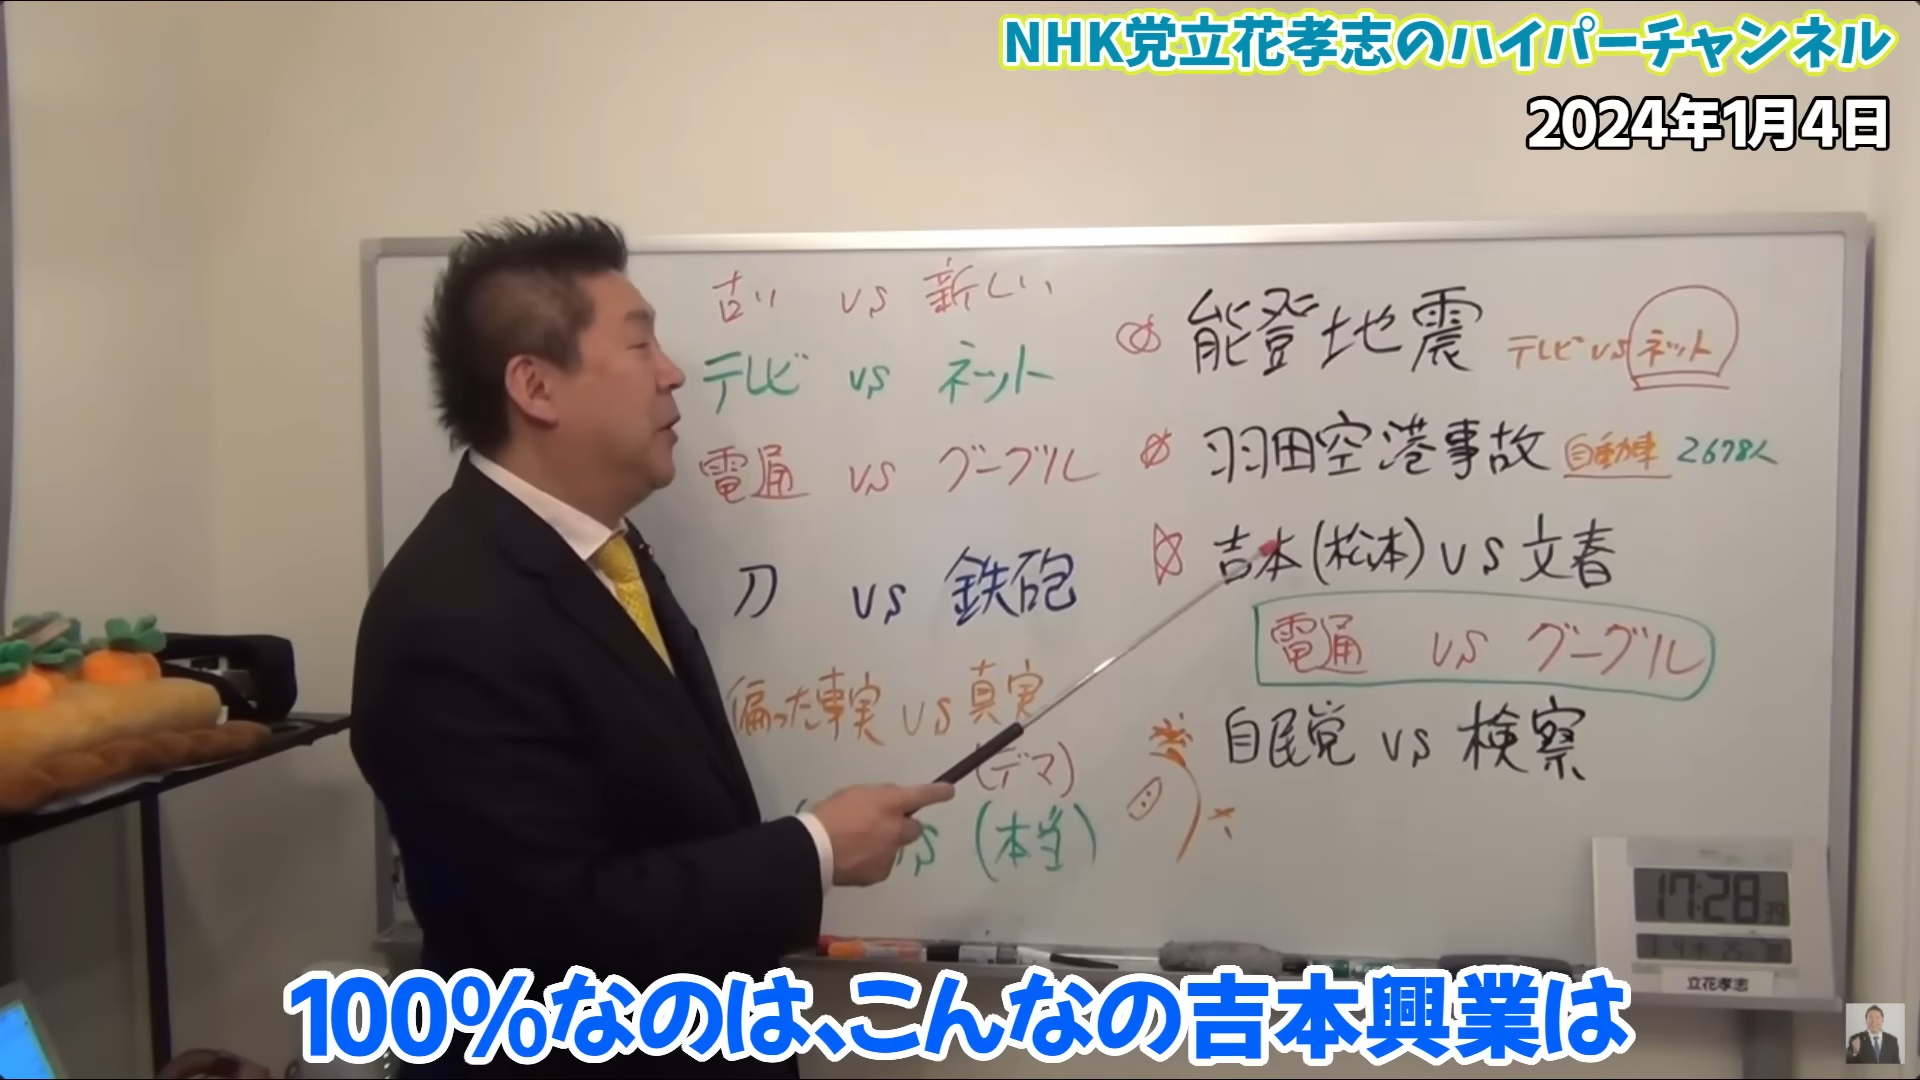 NHK党立花孝志のハイパーチャンネル
2024年1月4日
古い vs 新しい
テレビ vs ネット
電通 vs グーグル
刀 vs 鉄砲
偏った事実 vs 真実
(デマ)
vs (本当)
能登地震 テレビ vs ネット
羽田空港事故 自動車 2678人
吉本(松本) vs 文春
電通 vs グーグル
自民党 vs 検察
17:28
立花孝志
100%なのは、こんなの吉本興業は